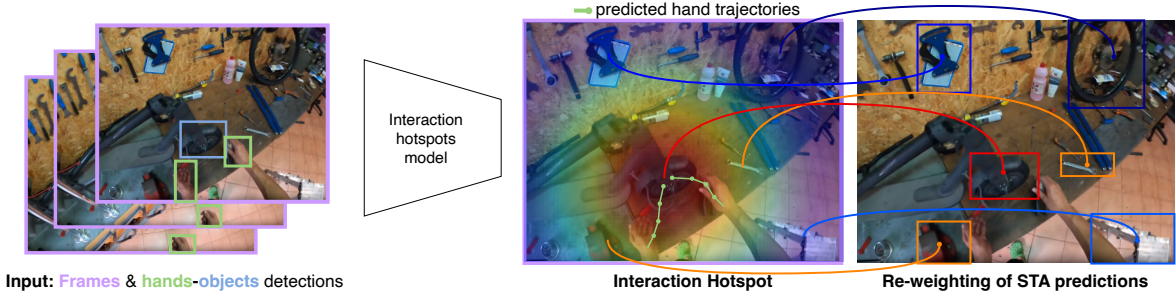 predicted hand trajectories
Interaction
hotspots
model
Input: Frames & hands-objects detections
Interaction Hotspot
Re-weighting of STA predictions